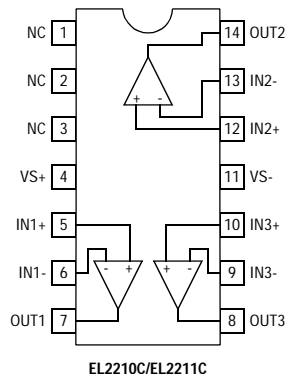 NC 1
14 OUT2
NC 2
13 IN2-
NC 3
12 IN2+
+ -
VS+ 4
11 VS-
IN1+ 5
10 IN3+
IN1- 6
9 IN3-
- +
+ -
OUT1 7
8 OUT3
EL2210C/EL2211C